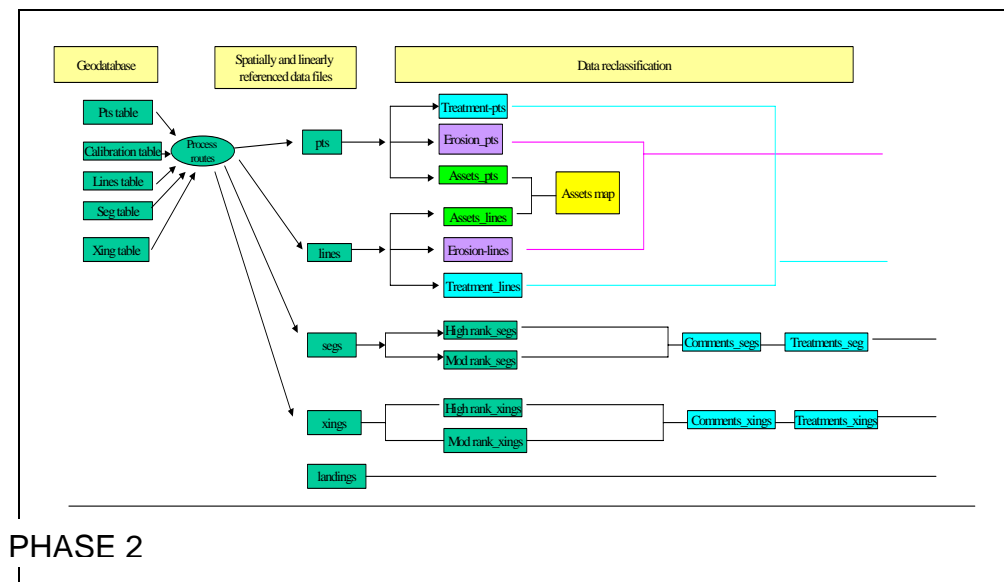 Geodatabase
Spatially and linearly
referenced data files
Data reclassification
Pts table
Calibration table
Lines table
Seg table
Xing table
Process
routes
pts
lines
segs
xings
landings
Treatment-pts
Erosion_pts
Assets_pts
Assets_lines
Erosion-lines
Treatment_lines
Assets map
High rank_segs
Mod rank_segs
Comments_segs
Treatments_seg
High rank_xings
Mod rank_xings
Comments_xings
Treatments_xings
PHASE 2